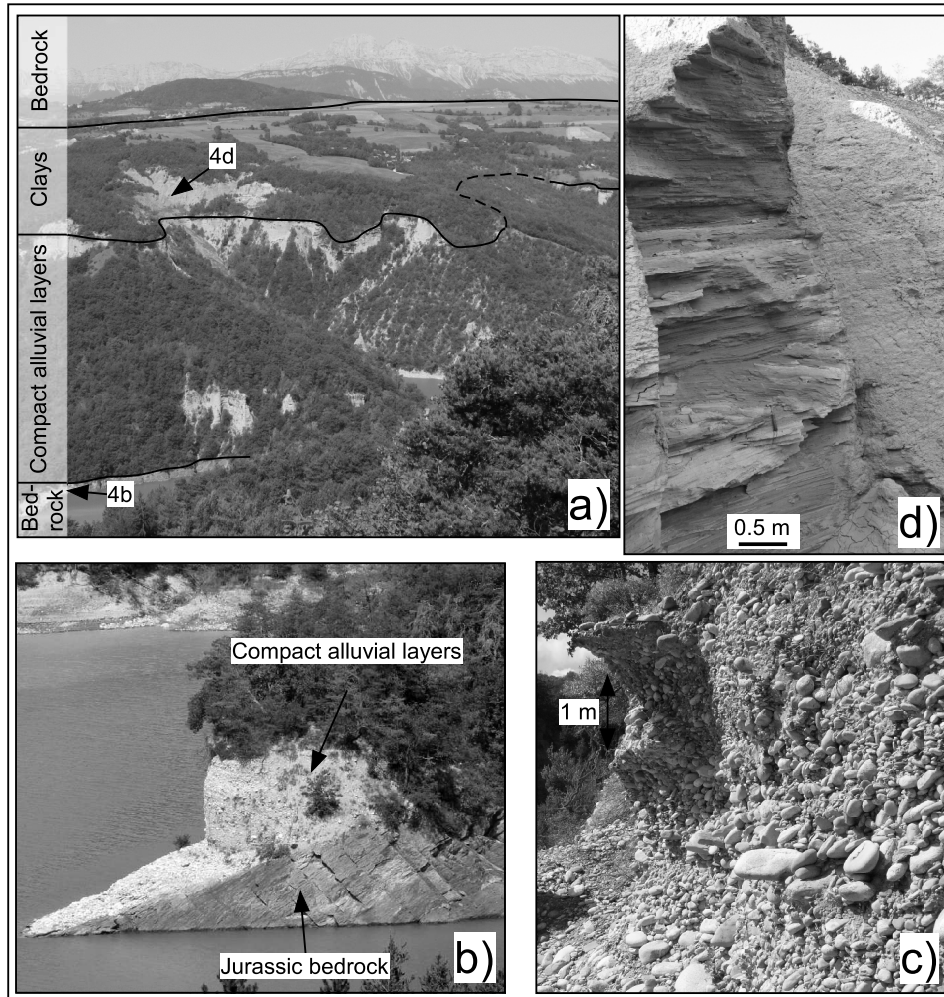 Bedrock
Clays
Compact alluvial layers
Bed-
rock
4d
4b
a)
0.5 m
d)
Compact alluvial layers
Jurassic bedrock
b)
1 m
c)